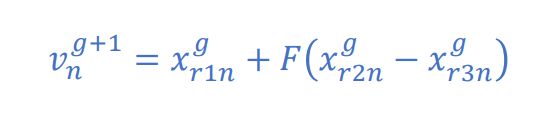 $v_n^{g+1} = x_{r1n}^g + F(x_{r2n}^g - x_{r3n}^g)$